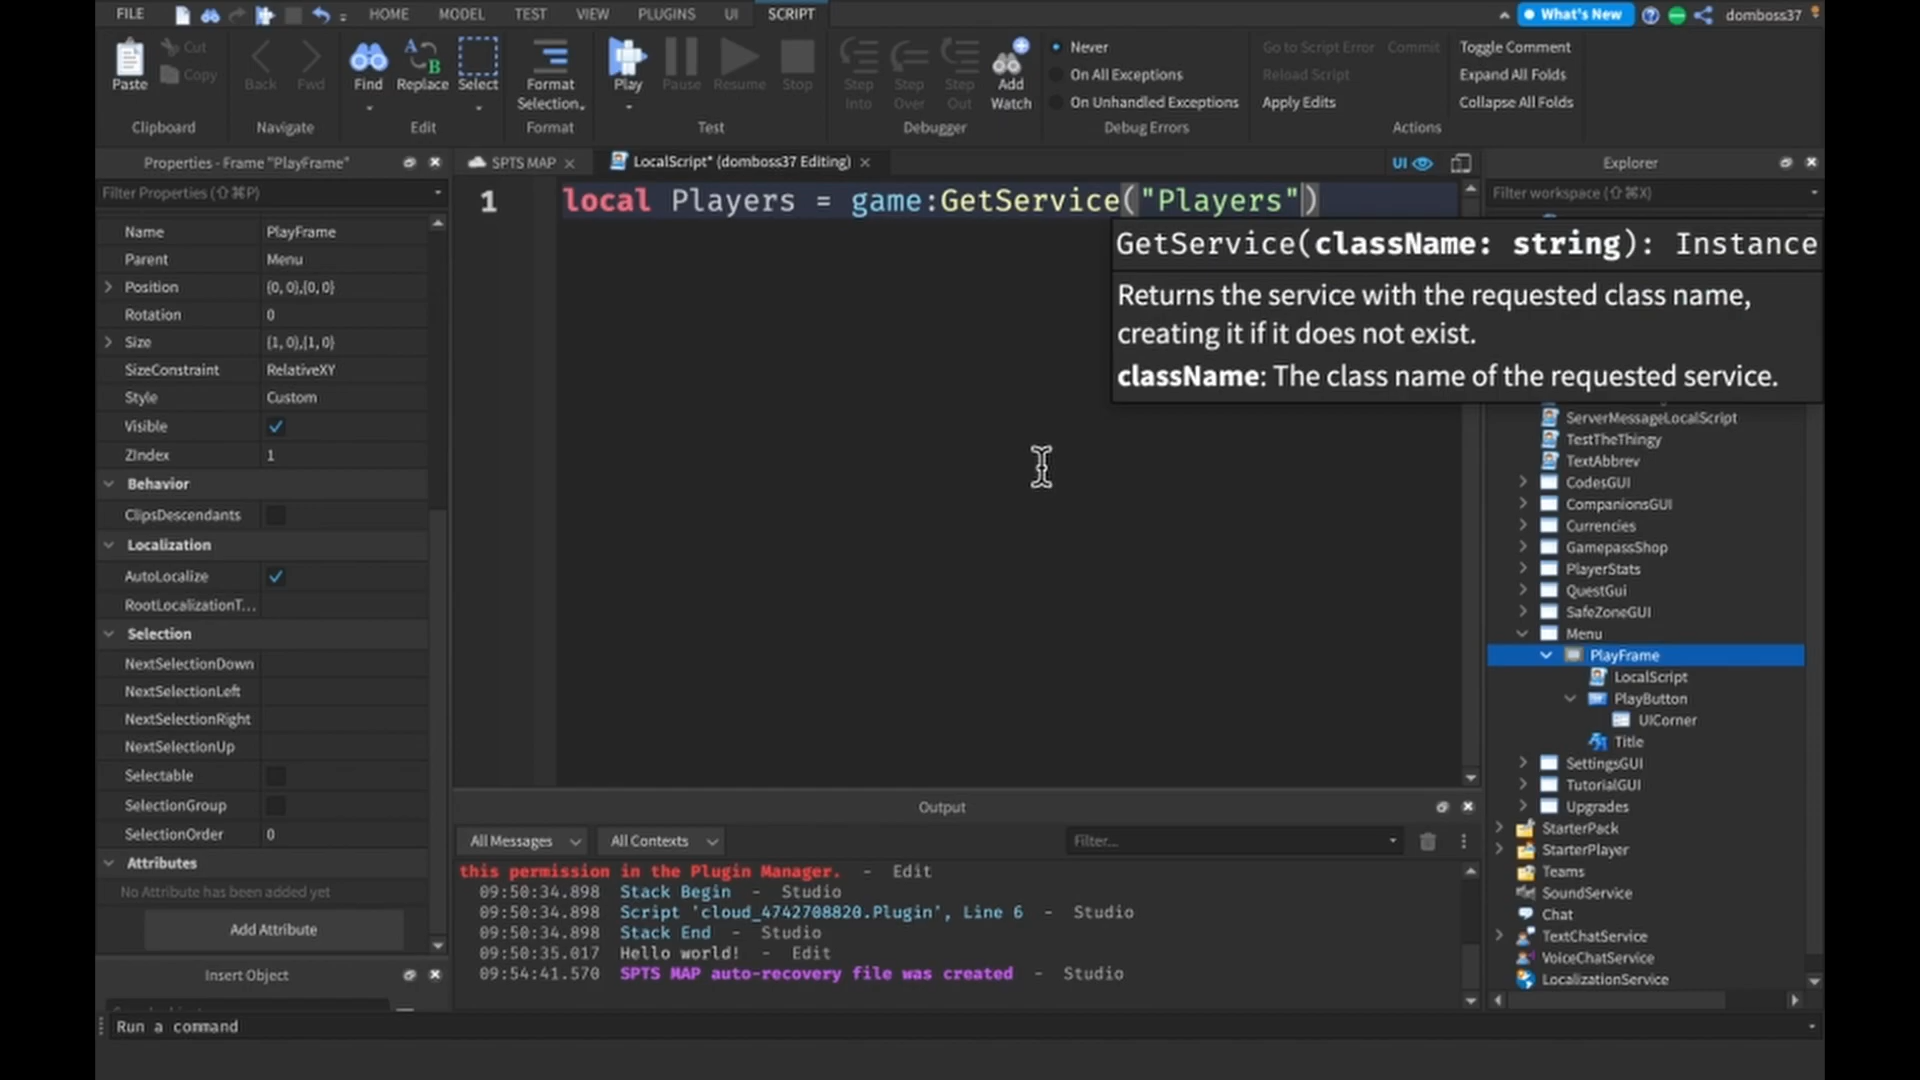 FILE HOME MODEL TEST VIEW PLUGINS UI SCRIPT What's New domboss37
Paste Cut Copy
Clipboard
Back Fwd
Navigate
Find Replace Select
Edit
Format Selection
Format
Play Pause Resume Stop
Test
Step Into Step Over Step Out Add Watch
Debugger
Never
On All Exceptions
On Unhandled Exceptions
Debug Errors
Go to Script Error Commit Toggle Comment
Reload Script Expand All Folds
Apply Edits Collapse All Folds
Actions
Properties - Frame "PlayFrame"
Filter Properties (⇧⌘P)
Name PlayFrame
Parent Menu
Position {0, 0},{0, 0}
Rotation 0
Size {1, 0},{1, 0}
SizeConstraint RelativeXY
Style Custom
Visible
ZIndex 1
Behavior
ClipsDescendants
Localization
AutoLocalize
RootLocalizationT...
Selection
NextSelectionDown
NextSelectionLeft
NextSelectionRight
NextSelectionUp
Selectable
SelectionGroup
SelectionOrder 0
Attributes
No Attribute has been added yet
Add Attribute
Insert Object
SPTS MAP LocalScript* (domboss37 Editing) UI
1 local Players = game:GetService("Players")
GetService(className: string): Instance
Returns the service with the requested class name,
creating it if it does not exist.
className: The class name of the requested service.
Output
All Messages All Contexts Filter...
this permission in the Plugin Manager. - Edit
09:50:34.898 Stack Begin - Studio
09:50:34.898 Script 'cloud_4742708820.Plugin', Line 6 - Studio
09:50:34.898 Stack End - Studio
09:50:35.017 Hello world! - Edit
09:54:41.570 SPTS MAP auto-recovery file was created - Studio
Explorer
Filter workspace (⇧⌘X)
ServerMessageLocalScript
TestTheThingy
TextAbbrev
CodesGUI
CompanionsGUI
Currencies
GamepassShop
PlayerStats
QuestGui
SafeZoneGUI
Menu
PlayFrame
LocalScript
PlayButton
UICorner
Title
SettingsGUI
TutorialGUI
Upgrades
StarterPack
StarterPlayer
Teams
SoundService
Chat
TextChatService
VoiceChatService
LocalizationService
Run a command